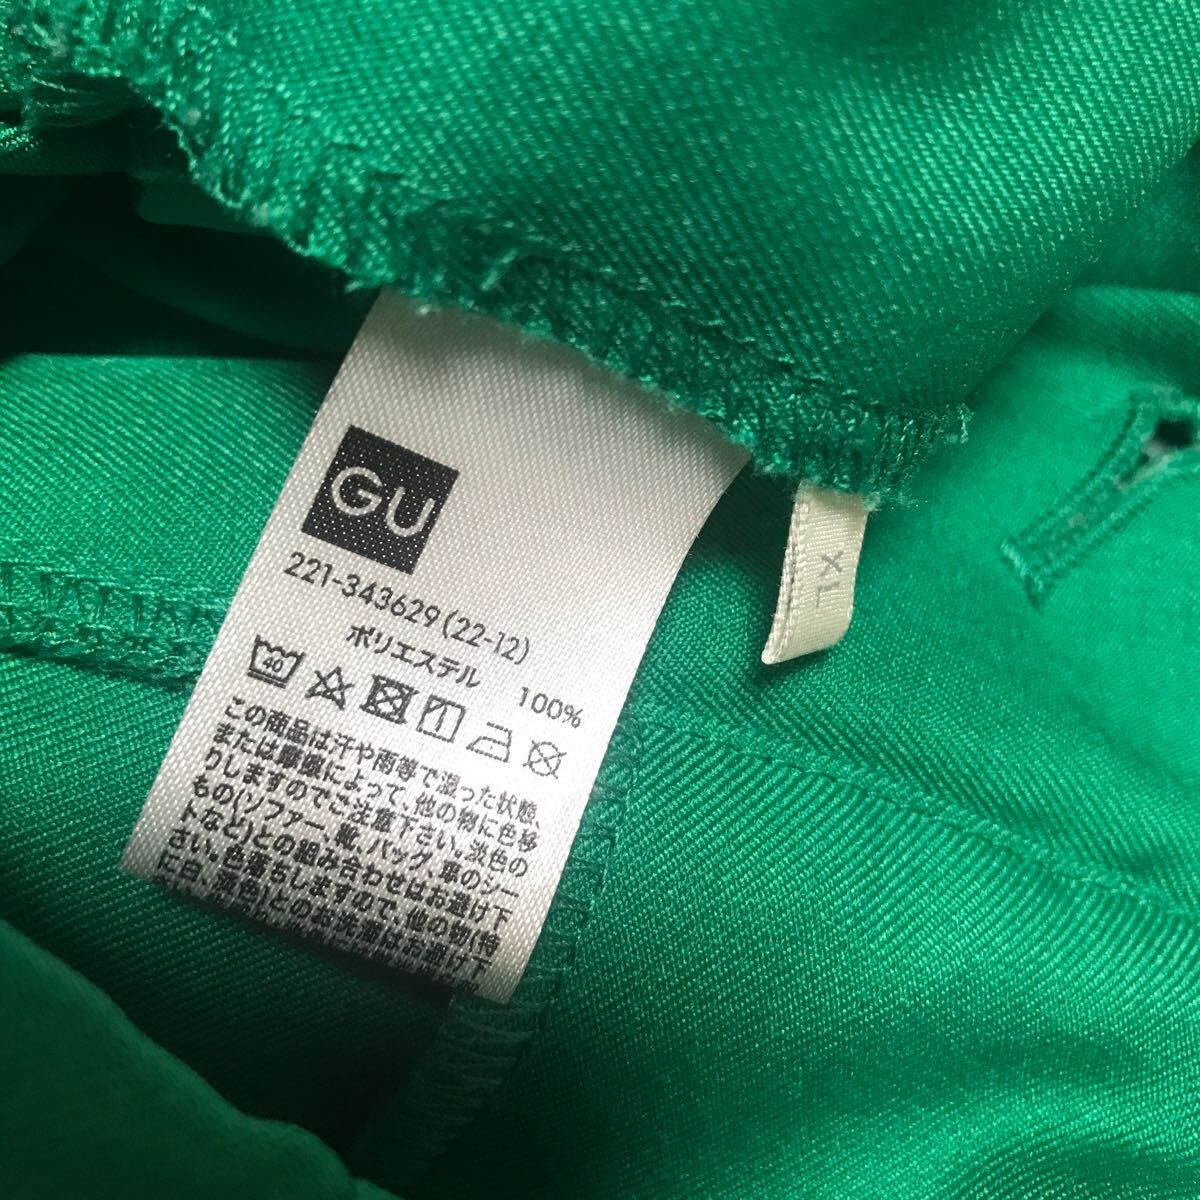 GU
221-343629 (22-12)
ポリエステル 100%
40
この商品は汗や雨等で湿った状態、
または摩擦によって、他の物に色移
りしますのでご注意下さい。淡色の
もの(ソファー、靴、バッグ、車のシー
トなど)との組み合わせはお避け下
さい。色落ちしますので、他の物(特
に白、淡色)とのお洗濯はお避け下
さい。
XL